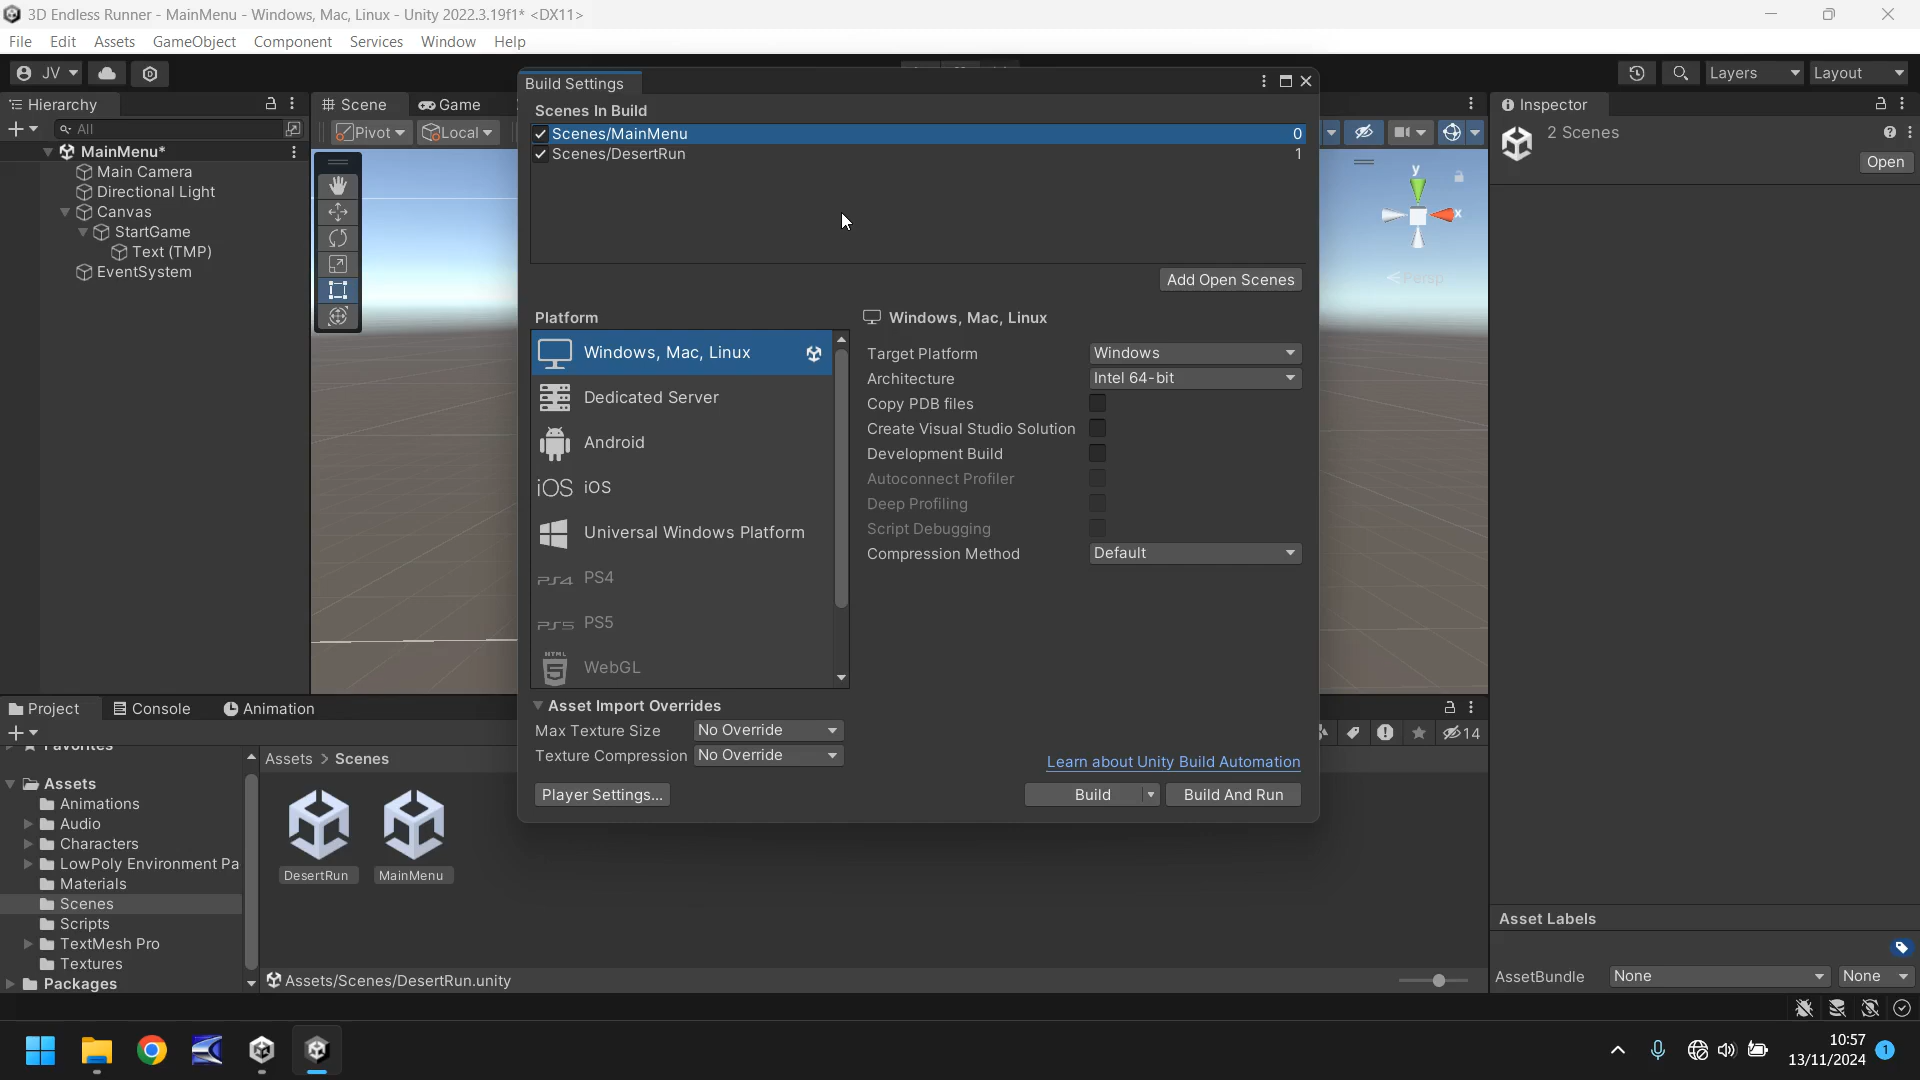 3D Endless Runner - MainMenu - Windows, Mac, Linux - Unity 2022.3.19f1* <DX11>
File Edit Assets GameObject Component Services Window Help
JV Layers Layout
Hierarchy
All
MainMenu*
Main Camera
Directional Light
Canvas
StartGame
Text (TMP)
EventSystem
Scene Game
Pivot Local
Persp
y
x
Build Settings
Scenes In Build
Scenes/MainMenu 0
Scenes/DesertRun 1
Add Open Scenes
Platform
Windows, Mac, Linux
Dedicated Server
Android
iOS iOS
Universal Windows Platform
PS4 PS4
PS5 PS5
HTML 5 WebGL
Windows, Mac, Linux
Target Platform Windows
Architecture Intel 64-bit
Copy PDB files
Create Visual Studio Solution
Development Build
Autoconnect Profiler
Deep Profiling
Script Debugging
Compression Method Default
Asset Import Overrides
Max Texture Size No Override
Texture Compression No Override
Learn about Unity Build Automation
Player Settings... Build Build And Run
Inspector
2 Scenes
Open
Project Console Animation
14
Favorites
Assets
Animations
Audio
Characters
LowPoly Environment Pa
Materials
Scenes
Scripts
TextMesh Pro
Textures
Packages
Assets > Scenes
DesertRun MainMenu
Assets/Scenes/DesertRun.unity
Asset Labels
AssetBundle None None
10:57
13/11/2024 1